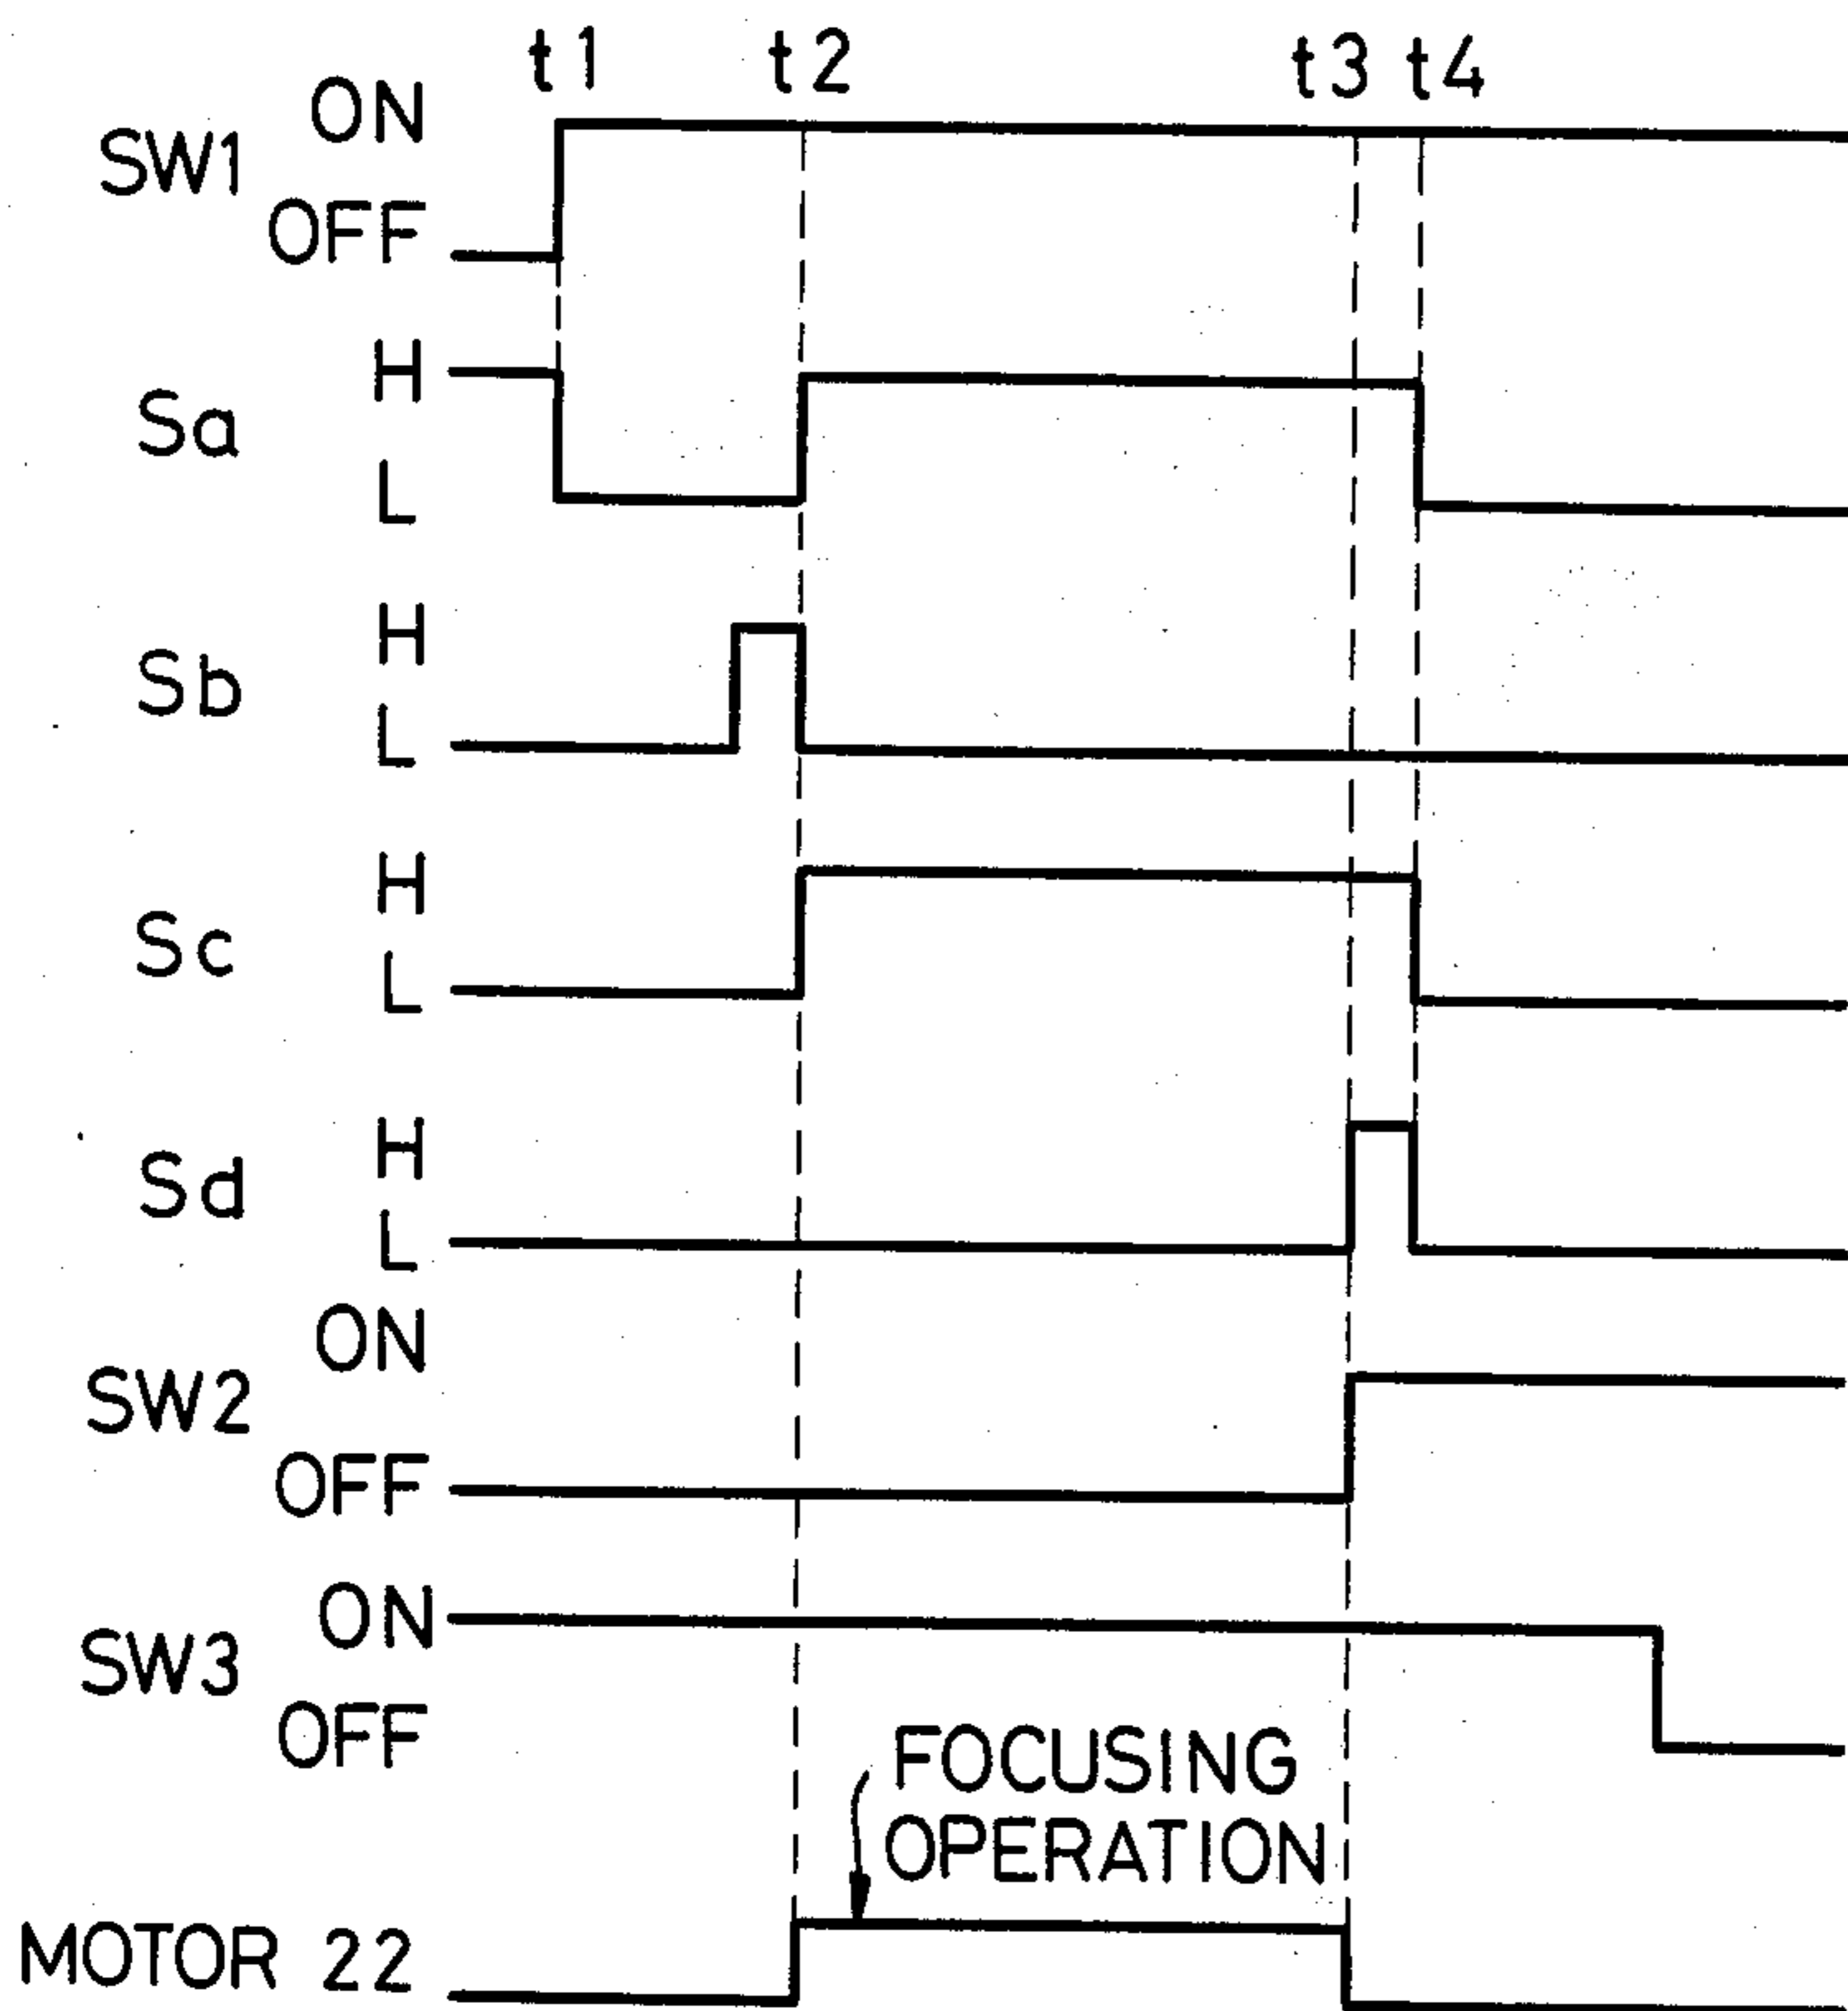 t1 t2 t3 t4
SW1 ON
OFF
Sa H
L
Sb H
L
Sc H
L
Sd H
L
SW2 ON
OFF
SW3 ON
OFF
FOCUSING
OPERATION
MOTOR 22